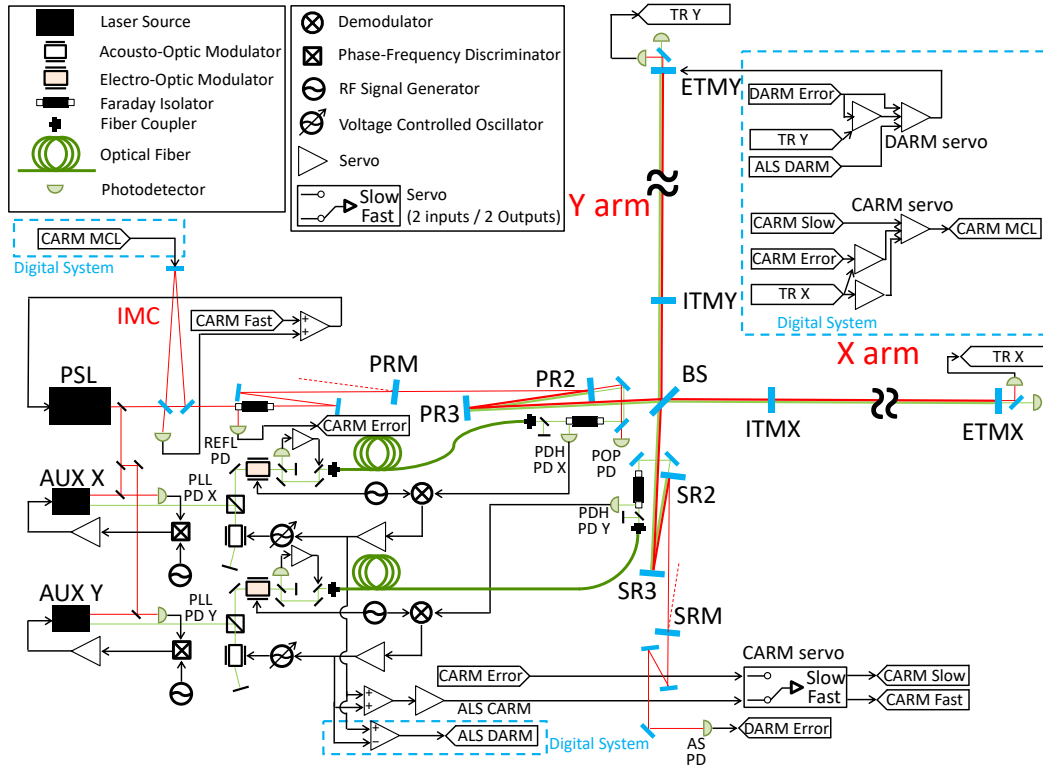 Laser Source
Acousto-Optic Modulator
Electro-Optic Modulator
Faraday Isolator
Fiber Coupler
Optical Fiber
Photodetector
Demodulator
Phase-Frequency Discriminator
RF Signal Generator
Voltage Controlled Oscillator
Servo
Slow
Fast
Servo
(2 inputs / 2 Outputs)
TR Y
ETMY
DARM Error
TR Y
ALS DARM
DARM servo
CARM servo
CARM Slow
CARM Error
TR X
CARM MCL
Digital System
Y arm
CARM MCL
Digital System
IMC
CARM Fast
+
+
ITMY
X arm
TR X
PSL
PRM
PR2
PR3
BS
ITMX
ETMX
REFL
PD
CARM Error
PDH
PD X
POP
PD
AUX X
PLL
PD X
SR2
PDH
PD Y
SR3
AUX Y
PLL
PD Y
SRM
CARM Error
CARM servo
Slow
Fast
CARM Slow
CARM Fast
+
+
ALS CARM
+
−
ALS DARM
Digital System
AS
PD
DARM Error